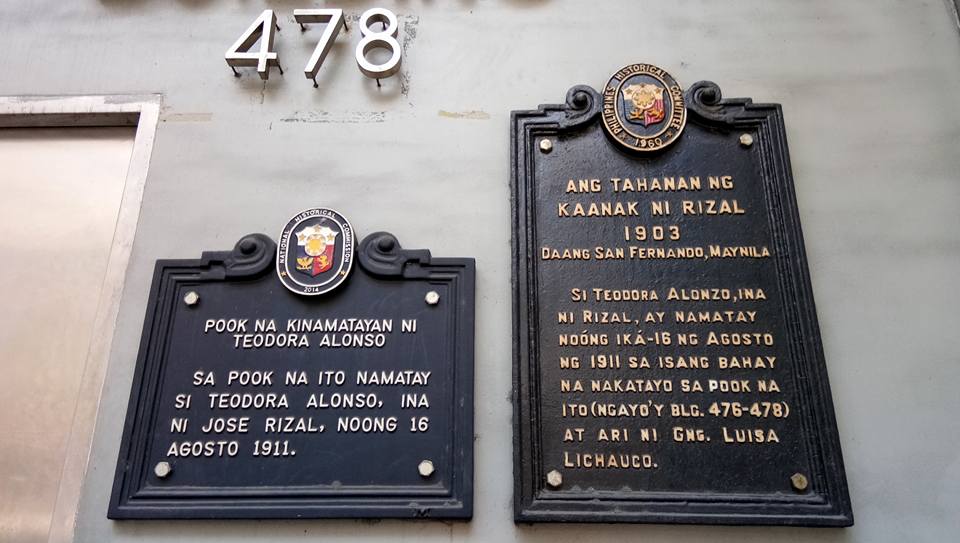 478
NATIONAL HISTORICAL COMMISSION
2014
POOK NA KINAMATAYAN NI
TEODORA ALONSO
SA POOK NA ITO NAMATAY
SI TEODORA ALONSO, INA
NI JOSE RIZAL, NOONG 16
AGOSTO 1911.
PHILIPPINES HISTORICAL COMMITTEE
1960
ANG TAHANAN NG
KAANAK NI RIZAL
1903
DAANG SAN FERNANDO, MAYNILA
SI TEODORA ALONZO, INA
NI RIZAL, AY NAMATAY
NOÓNG IKÁ-16 NG AGOSTO
NG 1911 SA ISANG BAHAY
NA NAKATAYO SA POOK NA
ITO (NGAYO'Y BLG. 476-478)
AT ARI NI GNG. LUISA
LICHAUCO.